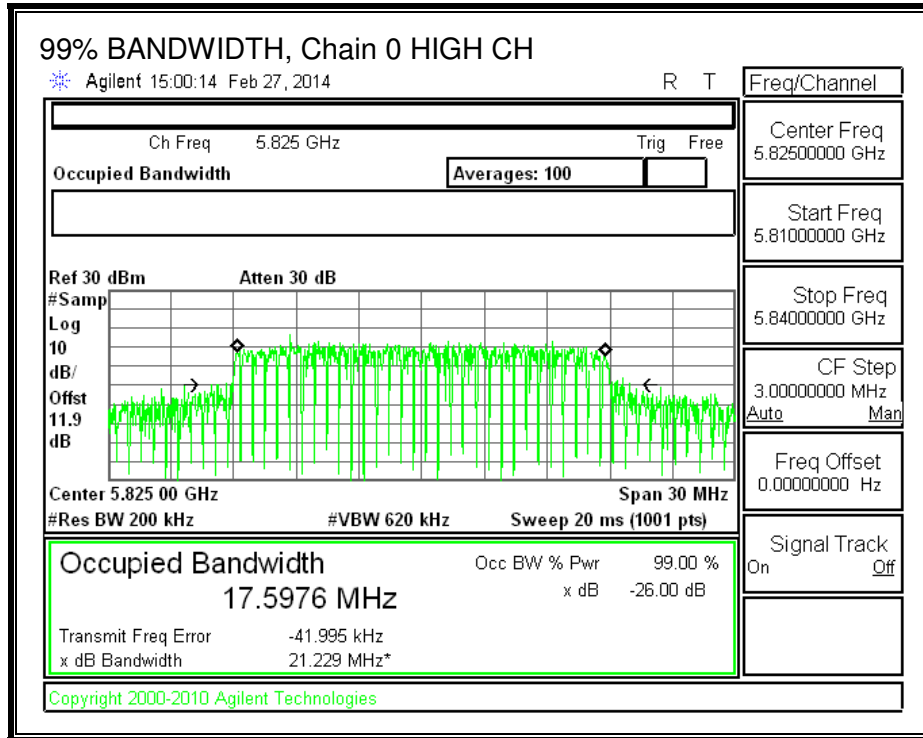 99% BANDWIDTH, Chain 0 HIGH CH
Agilent 15:00:14 Feb 27, 2014 R T
Ch Freq 5.825 GHz Trig Free
Occupied Bandwidth Averages: 100
Ref 30 dBm Atten 30 dB
#Samp
Log
10
dB/
Offst
11.9
dB
Center 5.825 00 GHz Span 30 MHz
#Res BW 200 kHz #VBW 620 kHz Sweep 20 ms (1001 pts)
Occupied Bandwidth Occ BW % Pwr 99.00 %
17.5976 MHz x dB -26.00 dB
Transmit Freq Error -41.995 kHz
x dB Bandwidth 21.229 MHz*
Copyright 2000-2010 Agilent Technologies
Freq/Channel
Center Freq
5.82500000 GHz
Start Freq
5.81000000 GHz
Stop Freq
5.84000000 GHz
CF Step
3.00000000 MHz
Auto Man
Freq Offset
0.00000000 Hz
Signal Track
On Off